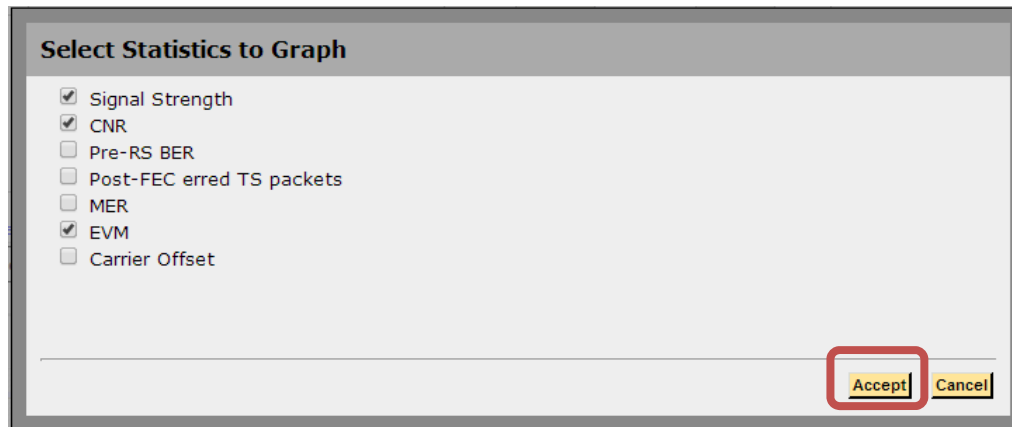 Select Statistics to Graph
Signal Strength
CNR
Pre-RS BER
Post-FEC erred TS packets
MER
EVM
Carrier Offset
Accept Cancel